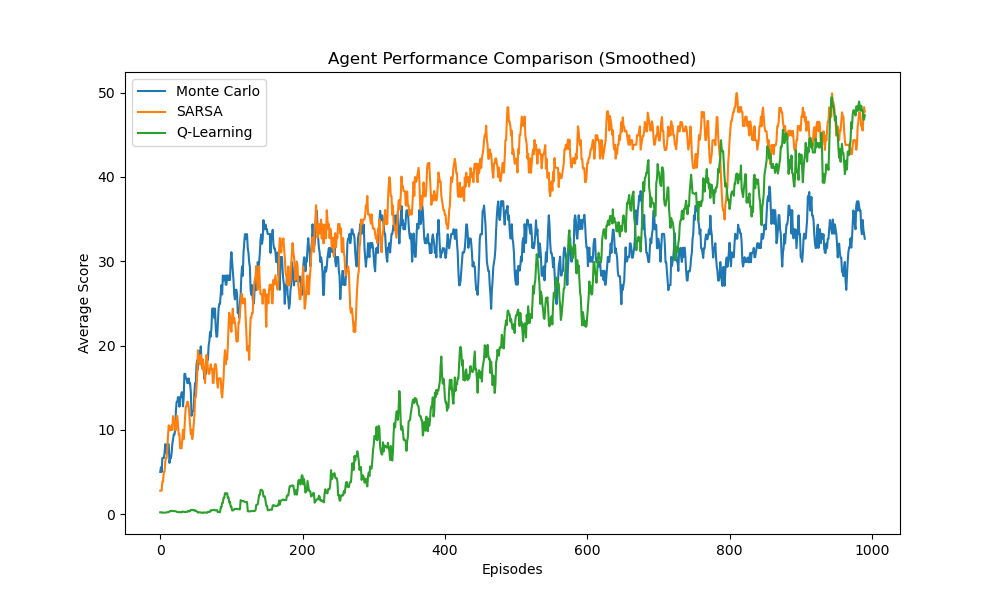 Agent Performance Comparison (Smoothed)
Monte Carlo
SARSA
Q-Learning
Average Score
50
40
30
20
10
0
0 200 400 600 800 1000
Episodes